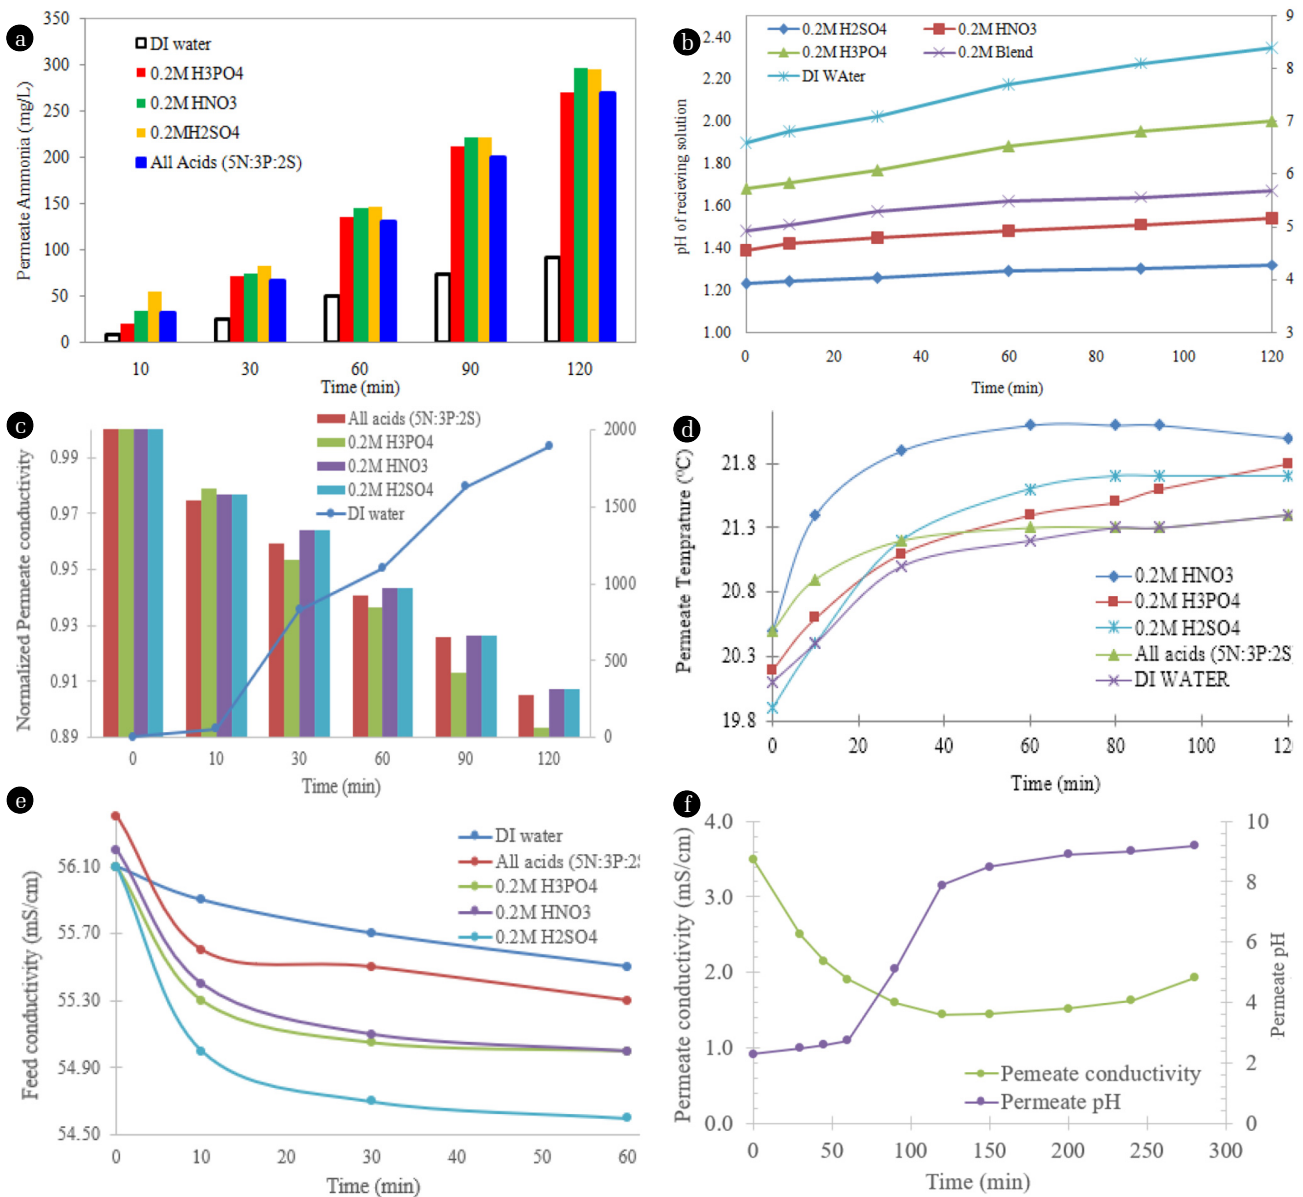 a
350
300
250
200
150
100
50
0
Permeate Ammonia (mg/L)
DI water
0.2M H3PO4
0.2M HNO3
0.2MH2SO4
All Acids (5N:3P:2S)
10 30 60 90 120
Time (min)
b
0.2M H2SO4 0.2M HNO3
0.2M H3PO4 0.2M Blend
DI WAter
2.40
2.20
2.00
1.80
1.60
1.40
1.20
1.00
pH of recieving solution
9
8
7
6
5
4
3
0 20 40 60 80 100 120
Time (min)
c
All acids (5N:3P:2S)
0.2M H3PO4
0.2M HNO3
0.2M H2SO4
DI water
0.99
0.97
0.95
0.93
0.91
0.89
Normalized Permeate conductivity
2000
1500
1000
500
0
0 10 30 60 90 120
Time (min)
d
21.8
21.3
20.8
20.3
19.8
Permeate Temprature (⁰C)
0.2M HNO3
0.2M H3PO4
0.2M H2SO4
All acids (5N:3P:2S
DI WATER
0 20 40 60 80 100 120
Time (min)
e
DI water
All acids (5N:3P:2S
0.2M H3PO4
0.2M HNO3
0.2M H2SO4
56.10
55.70
55.30
54.90
54.50
Feed conductivity (mS/cm)
0 10 20 30 40 50 60
Time (min)
f
4.0
3.0
2.0
1.0
0.0
Permeate conductivity (mS/cm)
10
8
6
4
2
0
Permeate pH
Pemeate conductivity
Permeate pH
0 50 100 150 200 250 300
Time (min)